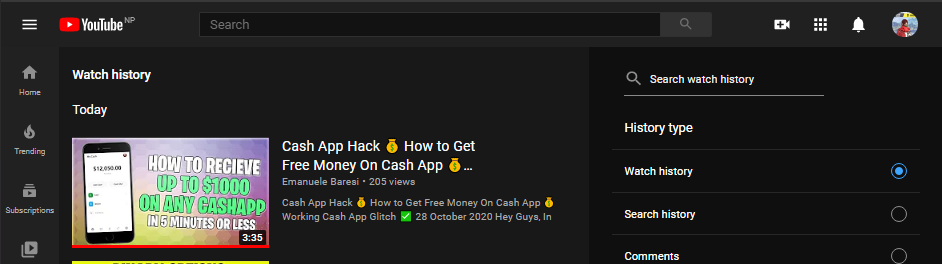 YouTube NP
Search
Home
Trending
Subscriptions
Watch history
Today
HOW TO RECIEVE
UP TO $1000
ON ANY CASHAPP
IN 5 MINUTES OR LESS
$12,050.00
3:35
Cash App Hack 💰 How to Get
Free Money On Cash App 💰...
Emanuele Baresi • 205 views
Cash App Hack 💰 How to Get Free Money On Cash App 💰
Working Cash App Glitch ✅ 28 October 2020 Hey Guys, In
Search watch history
History type
Watch history
Search history
Comments